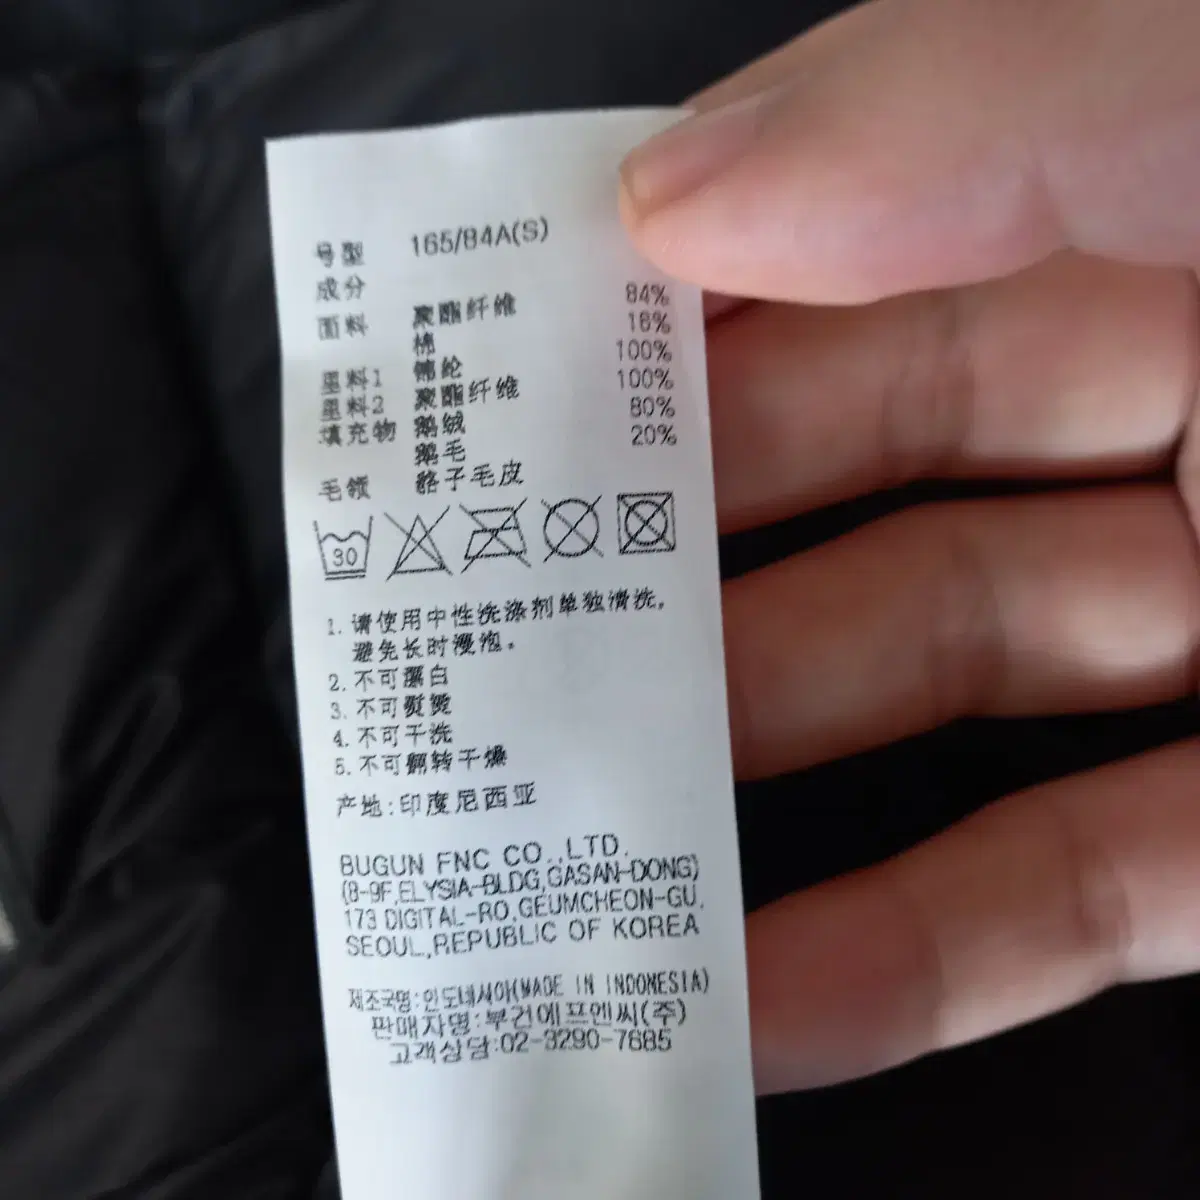 号型 165/84A(S)
成分
面料 聚酯纤维 84%
棉 16%
里料1 锦纶 100%
里料2 聚酯纤维 100%
填充物 鹅绒 80%
鹅毛 20%
毛领 貉子毛皮
30
1. 请使用中性洗涤剂单独清洗。
避免长时浸泡。
2. 不可漂白
3. 不可熨烫
4. 不可干洗
5. 不可翻转干燥
产地:印度尼西亚
BUGUN FNC CO.,LTD.
(8-9F,ELYSIA-BLDG,GASAN-DONG)
173 DIGITAL-RO,GEUMCHEON-GU,
SEOUL,REPUBLIC OF KOREA
제조국명:인도네시아(MADE IN INDONESIA)
판매자명:부건에프엔씨(주)
고객상담:02-3290-7685